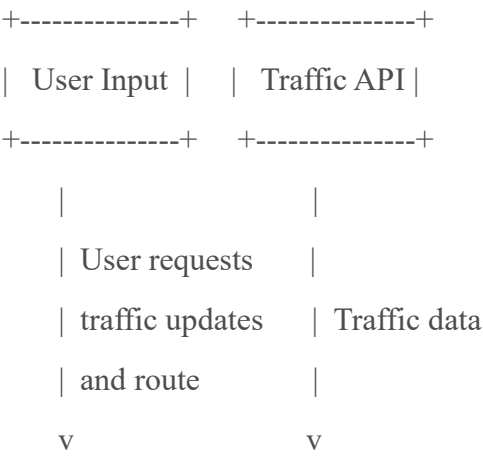 +---------------+ +---------------+
| User Input | | Traffic API |
+---------------+ +---------------+
| |
| User requests |
| traffic updates | Traffic data
| and route |
v v